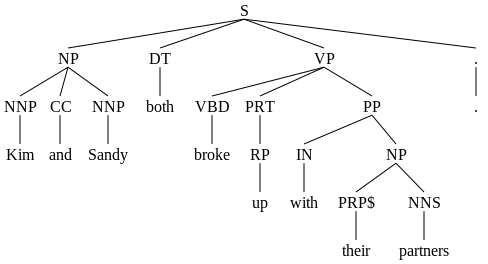 S
NP DT VP .
NNP CC NNP both VBD PRT PP .
Kim and Sandy broke RP IN NP
up with PRP$ NNS
their partners